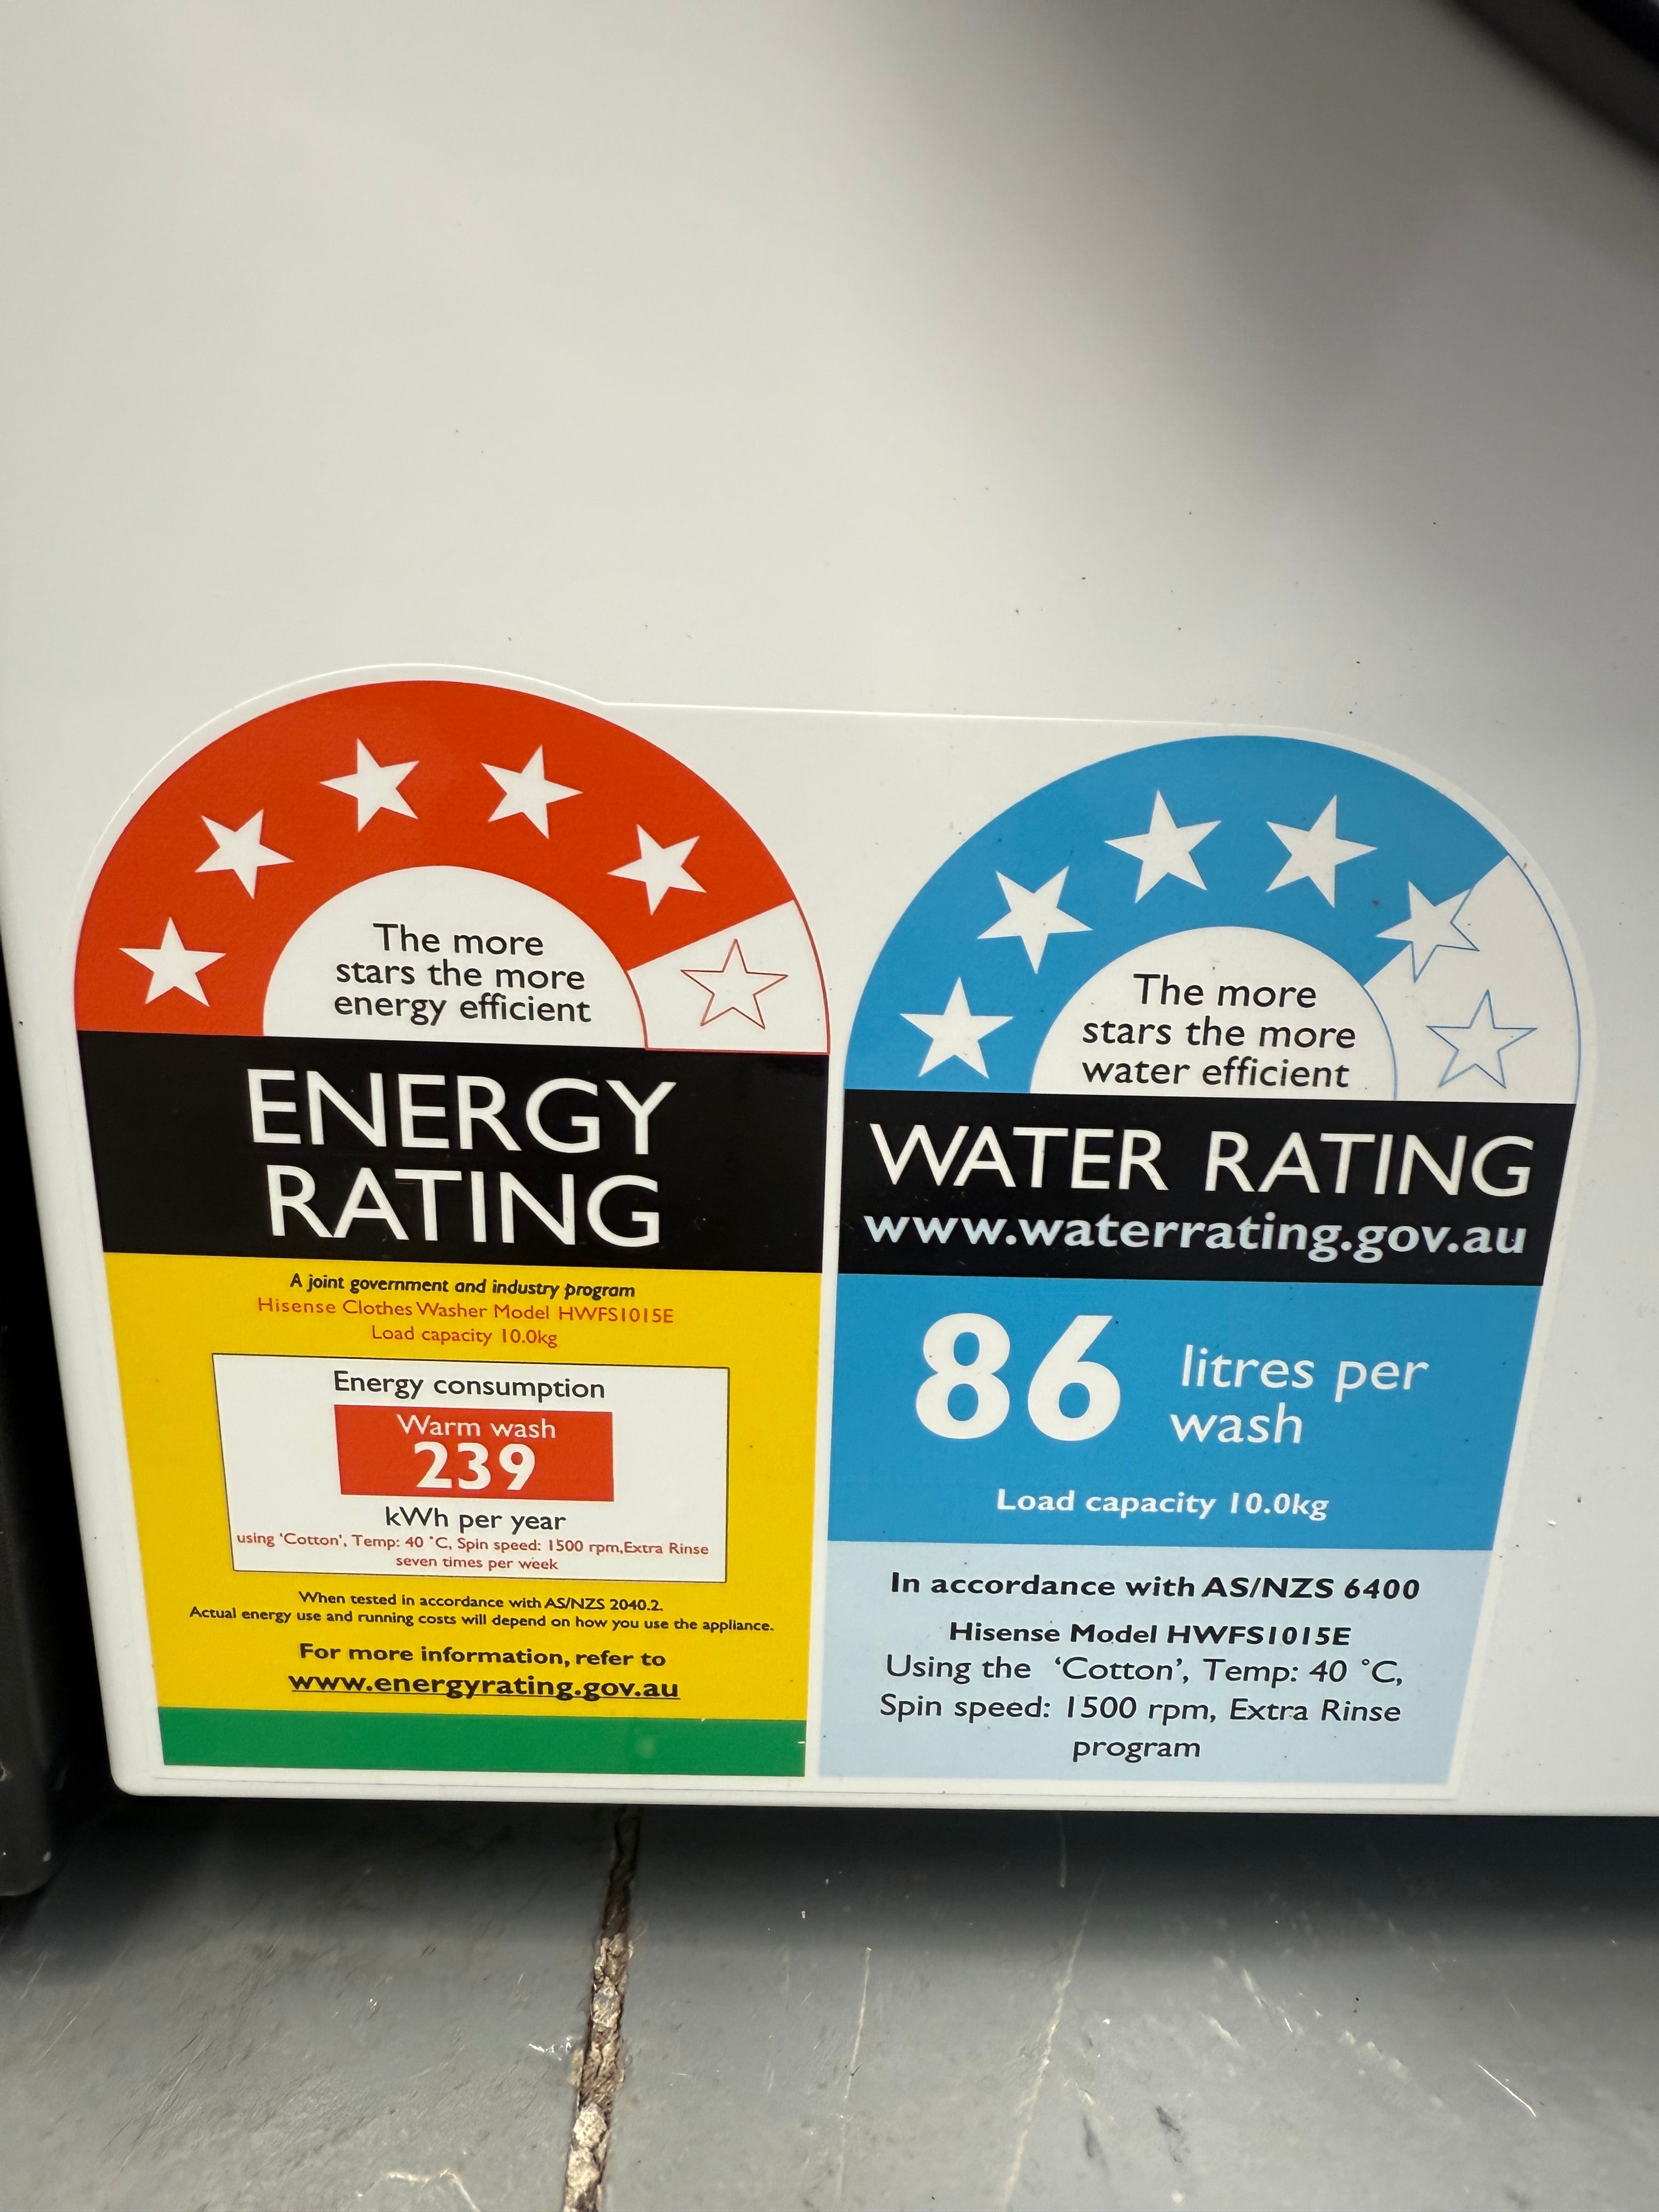 The more
stars the more
energy efficient
ENERGY
RATING
A joint government and industry program
Hisense Clothes Washer Model HWFS1015E
Load capacity 10.0kg
Energy consumption
Warm wash
239
kWh per year
using ‘Cotton’, Temp: 40 °C, Spin speed: 1500 rpm,Extra Rinse
seven times per week
When tested in accordance with AS/NZS 2040.2.
Actual energy use and running costs will depend on how you use the appliance.
For more information, refer to
www.energyrating.gov.au
The more
stars the more
water efficient
WATER RATING
www.waterrating.gov.au
86 litres per
wash
Load capacity 10.0kg
In accordance with AS/NZS 6400
Hisense Model HWFS1015E
Using the ‘Cotton’, Temp: 40 °C,
Spin speed: 1500 rpm, Extra Rinse
program